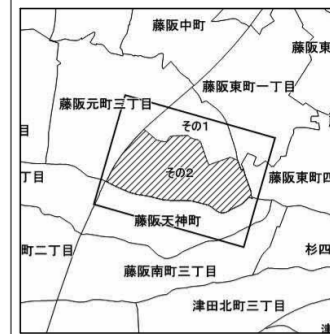 藤阪中町
藤阪東
藤阪元町三丁目
藤阪東町一丁目
その1
目
その2
丁目
藤阪東町四
藤阪天神町
町二丁目
杉四
藤阪南町三丁目
津田北町三丁目